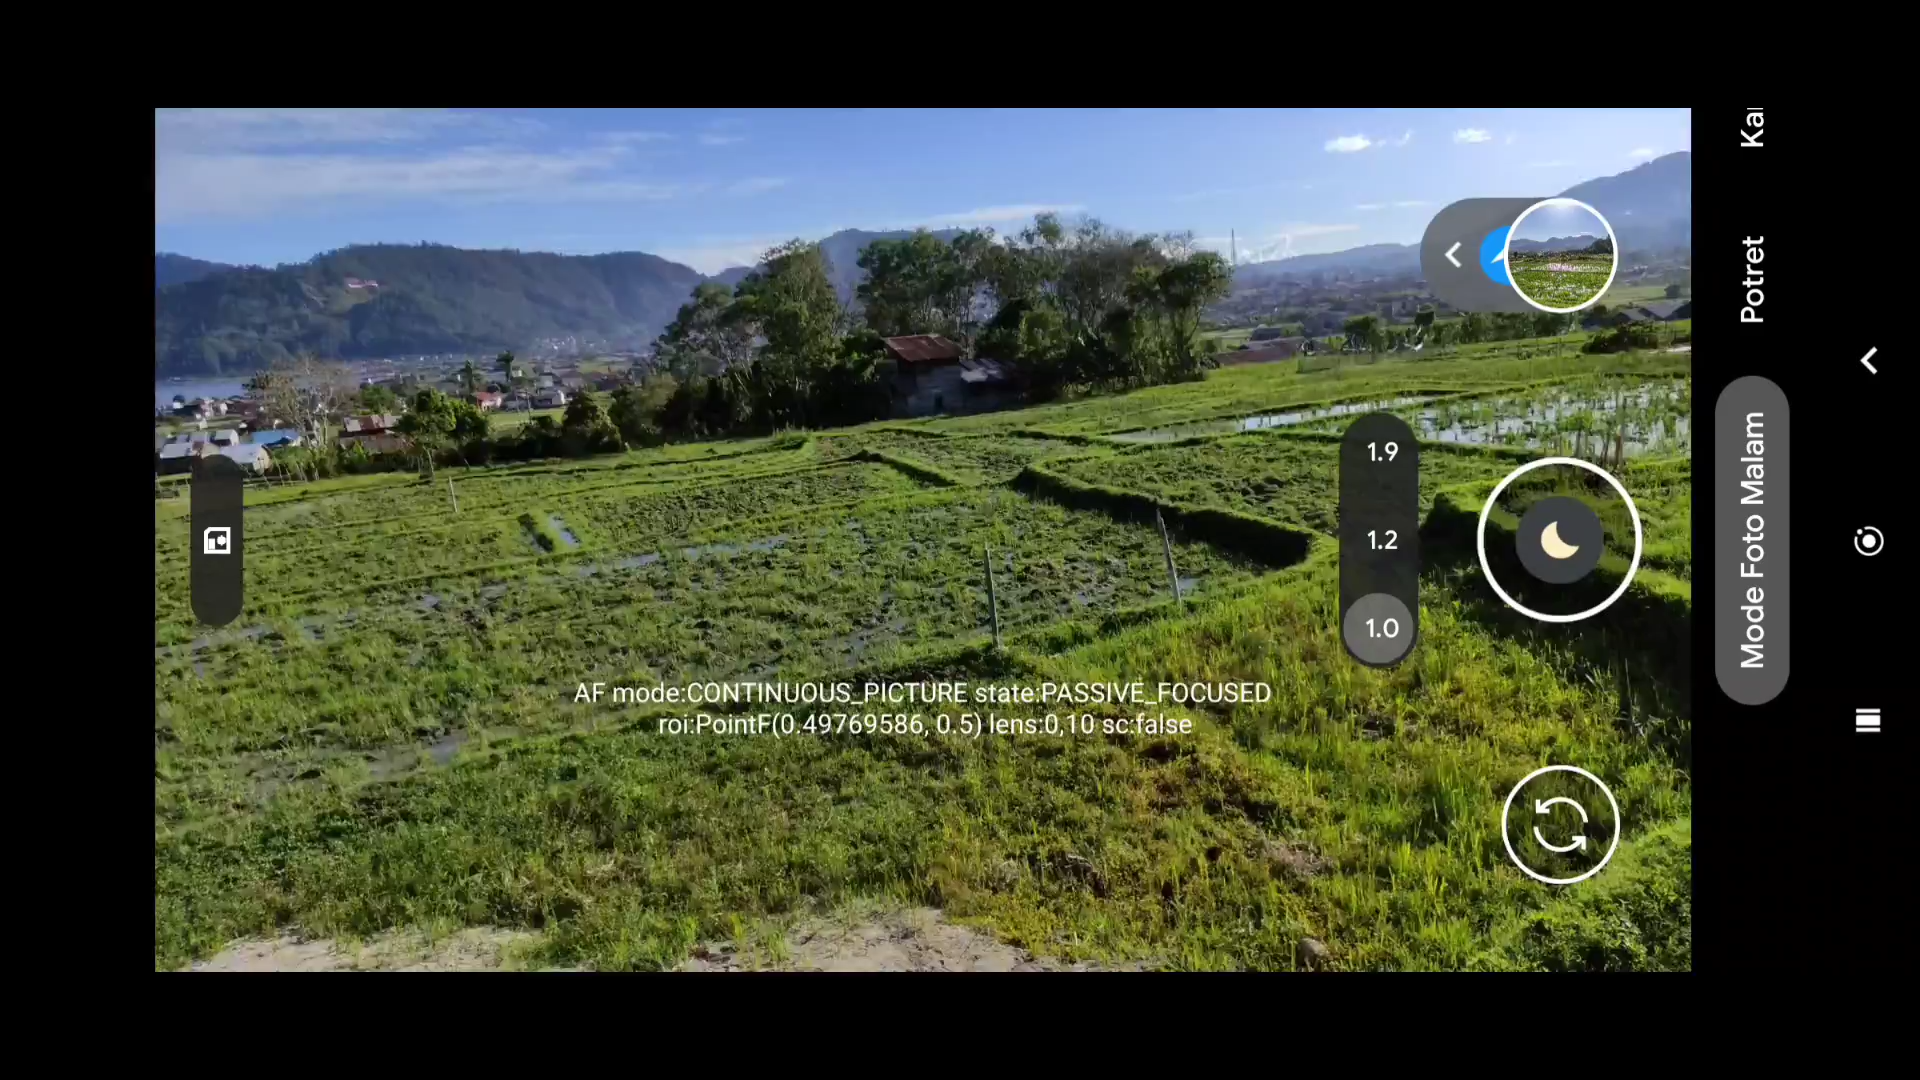 Ka
Potret
Mode Foto Malam
1.9
1.2
1.0
AF mode:CONTINUOUS_PICTURE state:PASSIVE_FOCUSED
roi:PointF(0.49769586, 0.5) lens:0,10 sc:false